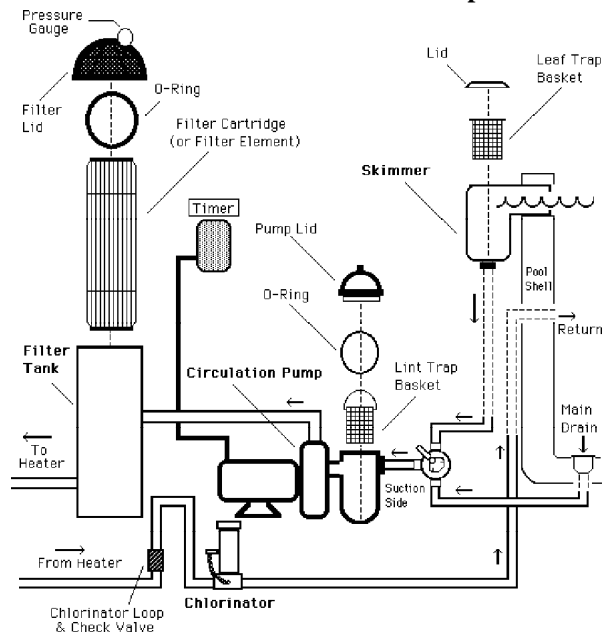 Pressure
Gauge
Lid
Leaf Trap
Basket
O-Ring
Filter
Lid
Filter Cartridge
(or Filter Element)
Skimmer
Timer
Pump Lid
Pool
Shell
O-Ring
Return
Filter
Tank
Circulation Pump
Lint Trap
Basket
Main
Drain
To
Heater
Suction
Side
From Heater
Chlorinator
Chlorinator Loop
& Check Valve